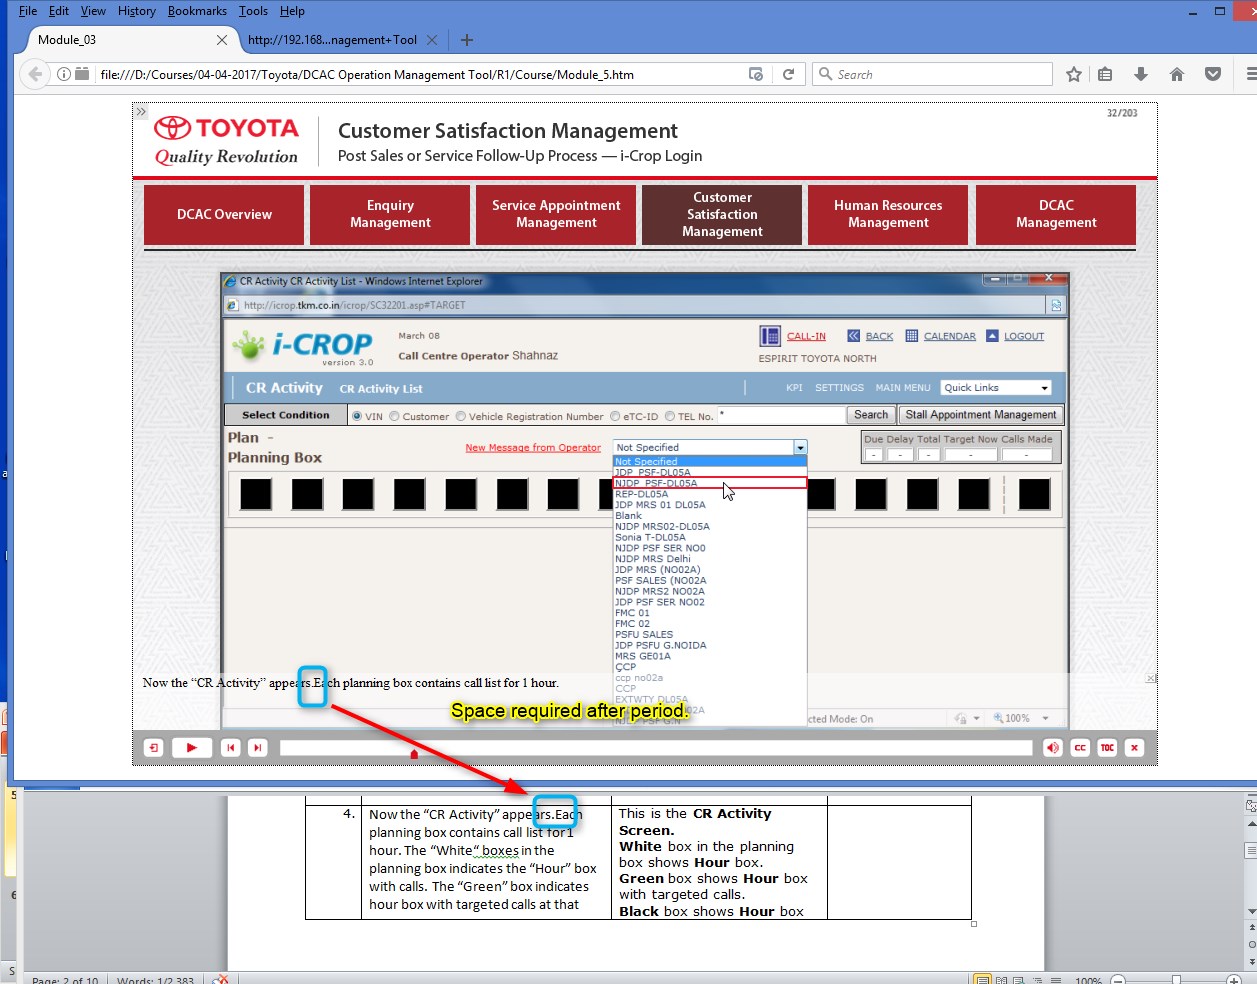 File Edit View History Bookmarks Tools Help
Module_03
http://192.168...nagement+Tool
file:///D:/Courses/04-04-2017/Toyota/DCAC Operation Management Tool/R1/Course/Module_5.htm
Search
32/203
TOYOTA
Quality Revolution
Customer Satisfaction Management
Post Sales or Service Follow-Up Process — i-Crop Login
DCAC Overview
Enquiry
Management
Service Appointment
Management
Customer
Satisfaction
Management
Human Resources
Management
DCAC
Management
CR Activity CR Activity List - Windows Internet Explorer
http://icrop.tkm.co.in/icrop/SC32201.asp#TARGET
i-CROP
version 3.0
March 08
Call Centre Operator Shahnaz
CALL-IN BACK CALENDAR LOGOUT
ESPIRIT TOYOTA NORTH
CR Activity CR Activity List
KPI SETTINGS MAIN MENU Quick Links
Select Condition VIN Customer Vehicle Registration Number eTC-ID TEL No. * Search Stall Appointment Management
Plan -
Planning Box
New Message from Operator
Not Specified
Due Delay Total Target Now Calls Made
- - - - -
Not Specified
JDP PSF-DL05A
NJDP PSF-DL05A
REP-DL05A
JDP MRS 01 DL05A
Blank
NJDP MRS02-DL05A
Sonia T-DL05A
NJDP PSF SER NO0
NJDP MRS Delhi
JDP MRS (NO02A)
PSF SALES (NO02A
NJDP MRS2 NO02A
JDP PSF SER NO02
FMC 01
FMC 02
PSFU SALES
JDP PSFU G.NOIDA
MRS GE01A
CCP
ccp no02a
CCP
EXTWTY DL05A
Now the “CR Activity” appears.Each planning box contains call list for 1 hour.
Space required after period.
cted Mode: On
100%
CC
TOC
4.
Now the “CR Activity” appears.Each
planning box contains call list for 1
hour. The “White“ boxes in the
planning box indicates the “Hour” box
with calls. The “Green” box indicates
hour box with targeted calls at that
This is the CR Activity
Screen.
White box in the planning
box shows Hour box.
Green box shows Hour box
with targeted calls.
Black box shows Hour box
Page: 2 of 10 Words: 1/2,383
100%